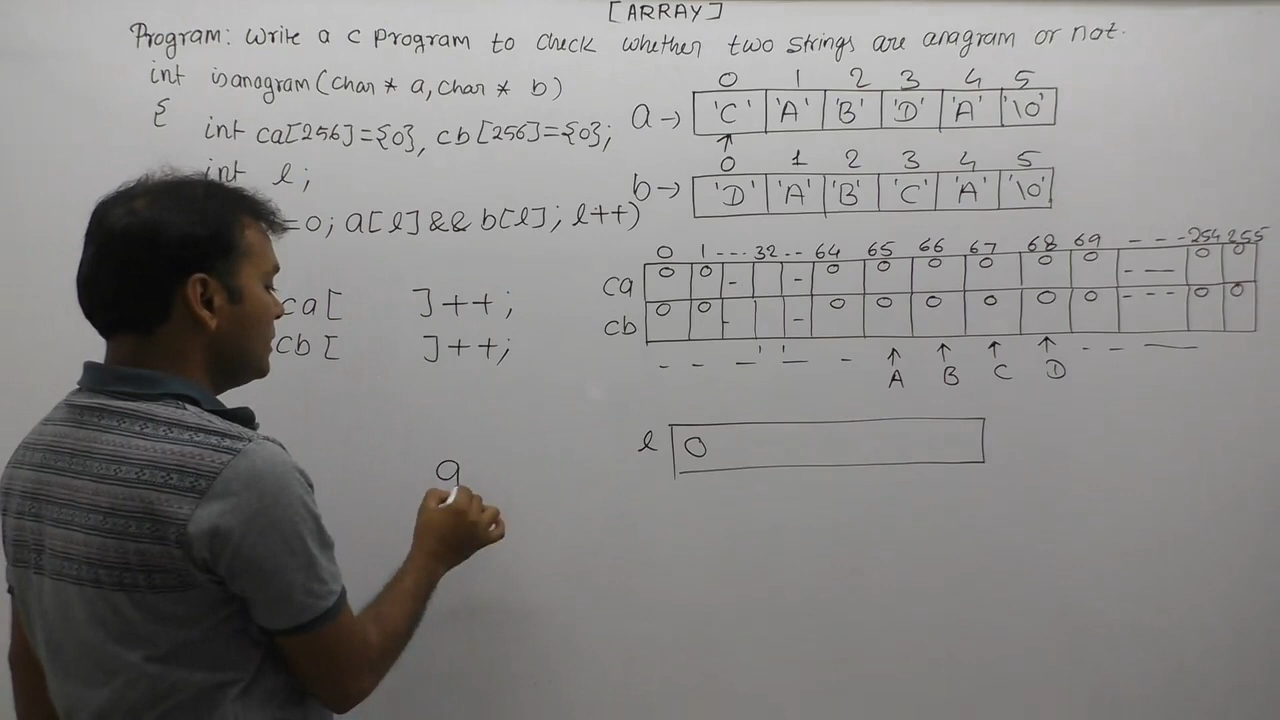 [ARRAY]
Program: Write a c program to check whether two strings are anagram or not.
int isanagram(char * a, char * b)
{
int ca[256]={0}, cb[256]={0};
int l;
=0; a[l] && b[l]; l++)
ca[ ]++;
cb[ ]++;
a
0 1 2 3 4 5
a→ 'C' 'A' 'B' 'D' 'A' '\0'
↑
0 1 2 3 4 5
b→ 'D' 'A' 'B' 'C' 'A' '\0'
0 1 --- 32 -- 64 65 66 67 68 69 - - - 254 255
ca 0 0 - - 0 0 0 0 0 0 - — 0 0
cb 0 0 - - 0 0 0 0 0 0 - - - 0 0
↑ ↑ ↑ ↑
A B C D
l 0